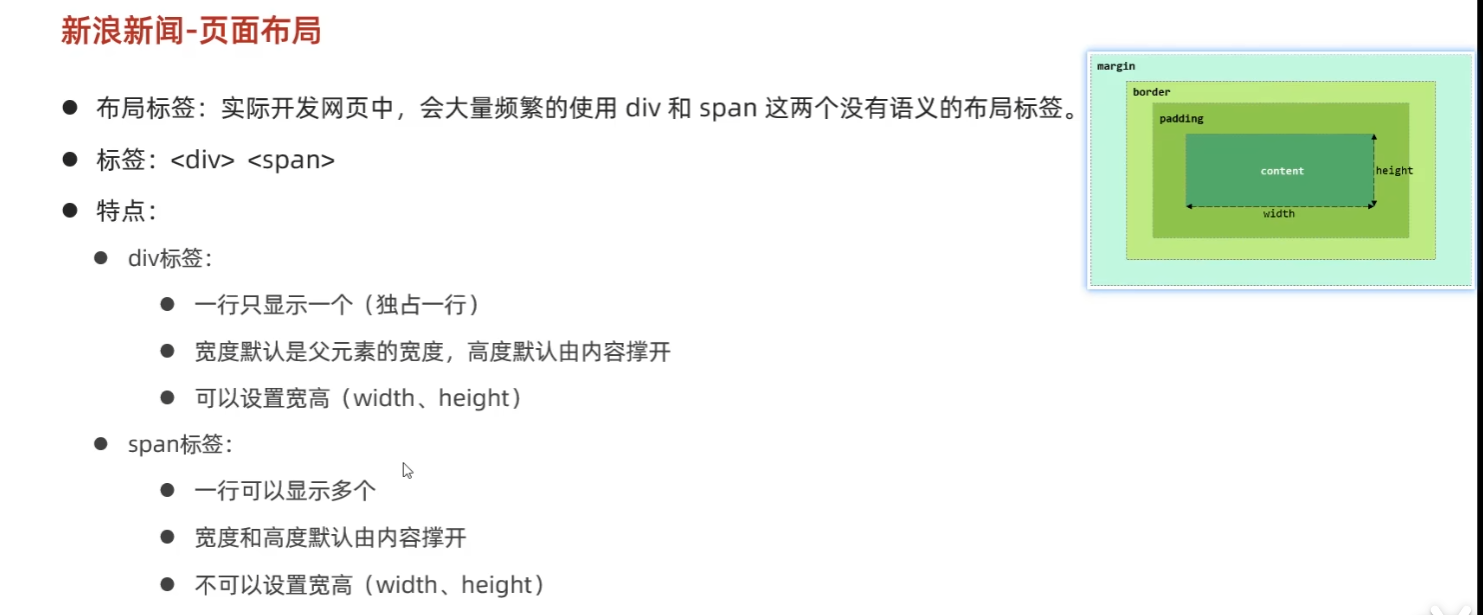 新浪新闻-页面布局
布局标签：实际开发网页中，会大量频繁的使用 div 和 span 这两个没有语义的布局标签。
标签：<div> <span>
特点：
div标签：
一行只显示一个（独占一行）
宽度默认是父元素的宽度，高度默认由内容撑开
可以设置宽高（width、height）
span标签：
一行可以显示多个
宽度和高度默认由内容撑开
不可以设置宽高（width、height）
margin
border
padding
content
height
width